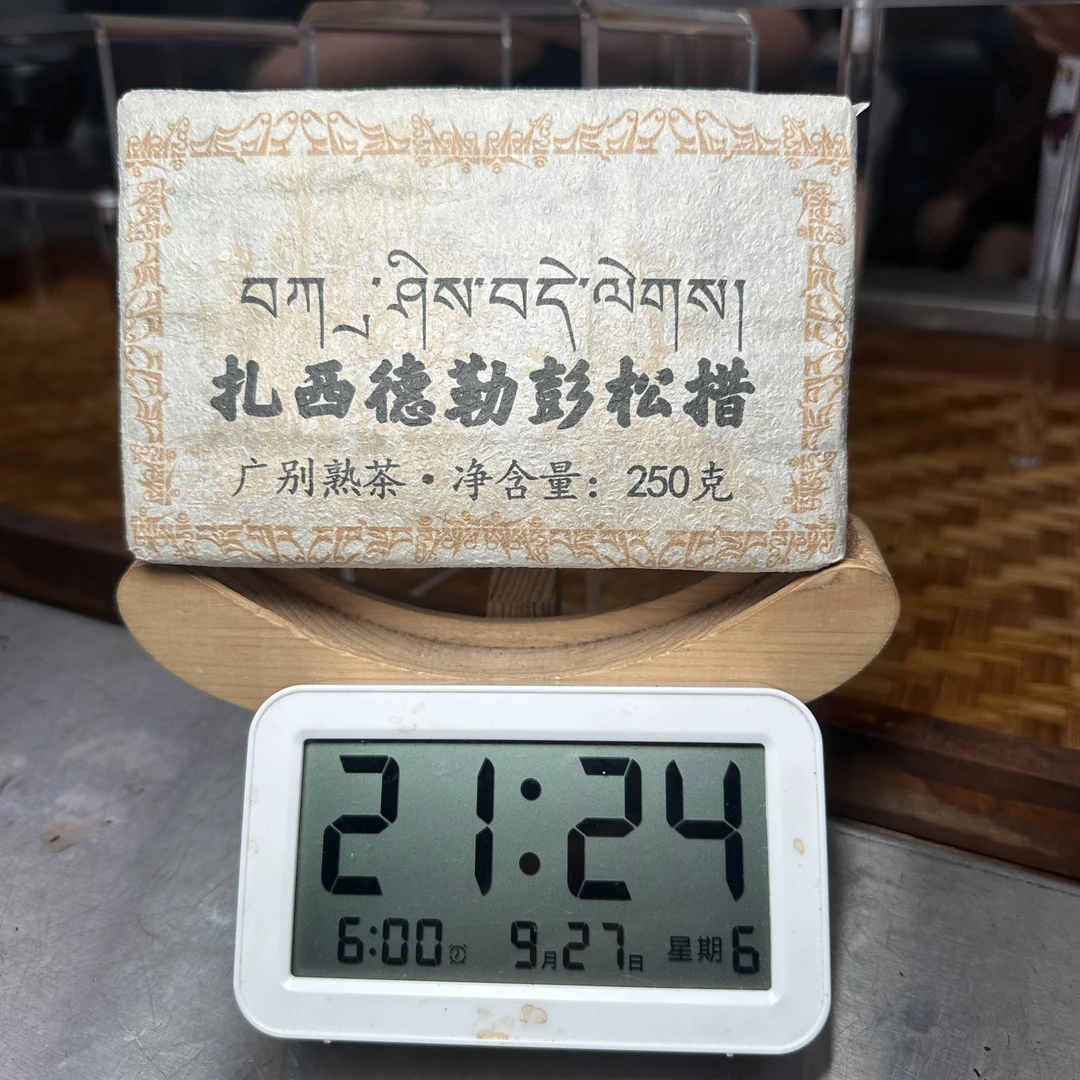 བཀ ྲ་ཤིས་བདེ་ལེགས།
扎西德勒彭松措
广别熟茶·净含量：250克
21:24
6:00 9月27日 星期6